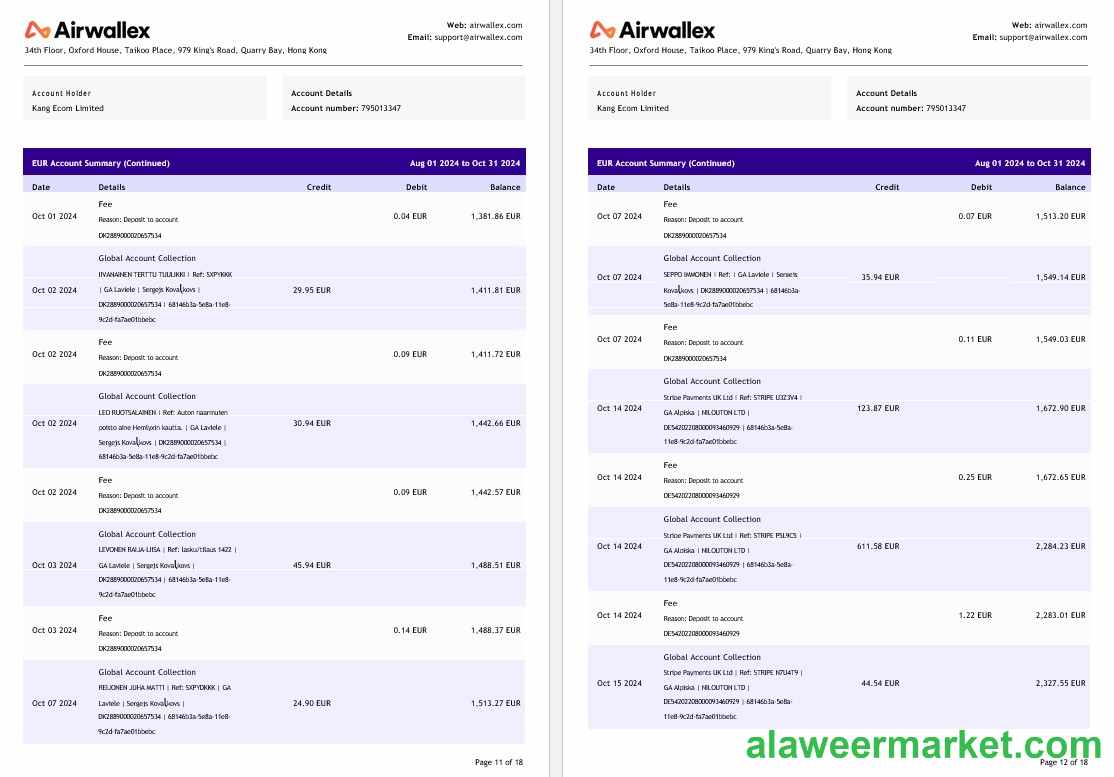 Airwallex
Web: airwallex.com
Email: support@airwallex.com
34th Floor, Oxford House, Taikoo Place, 979 King's Road, Quarry Bay, Hong Kong
Account Holder
Kang Ecom Limited
Account Details
Account number: 795013347
EUR Account Summary (Continued) Aug 01 2024 to Oct 31 2024
Date Details Credit Debit Balance
Fee
Oct 01 2024 Reason: Deposit to account 0.04 EUR 1,381.86 EUR
DK2889000020657534
Global Account Collection
IIVANAINEN TERTTU TUULIKKI | Ref: SXPYKKK
Oct 02 2024 | GA Laviele | Sergejs Kovaļkovs | 29.95 EUR 1,411.81 EUR
DK2889000020657534 | 68146b3a-5e8a-11e8-
9c2d-fa7ae01bbebc
Fee
Oct 02 2024 Reason: Deposit to account 0.09 EUR 1,411.72 EUR
DK2889000020657534
Global Account Collection
LEO RUOTSALAINEN | Ref: Auton naarmuten
Oct 02 2024 poisto aine Hemlyxin kautta. | GA Laviele | 30.94 EUR 1,442.66 EUR
Sergejs Kovaļkovs | DK2889000020657534 |
68146b3a-5e8a-11e8-9c2d-fa7ae01bbebc
Fee
Oct 02 2024 Reason: Deposit to account 0.09 EUR 1,442.57 EUR
DK2889000020657534
Global Account Collection
LEVONEN RAIJA-LIISA | Ref: lasku/tilaus 1422 |
Oct 03 2024 GA Laviele | Sergejs Kovaļkovs | 45.94 EUR 1,488.51 EUR
DK2889000020657534 | 68146b3a-5e8a-11e8-
9c2d-fa7ae01bbebc
Fee
Oct 03 2024 Reason: Deposit to account 0.14 EUR 1,488.37 EUR
DK2889000020657534
Global Account Collection
REIJONEN JUHA MATTI | Ref: SXPYDKKK | GA
Oct 07 2024 Laviele | Sergejs Kovaļkovs | 24.90 EUR 1,513.27 EUR
DK2889000020657534 | 68146b3a-5e8a-11e8-
9c2d-fa7ae01bbebc
Page 11 of 18
Airwallex
Web: airwallex.com
Email: support@airwallex.com
34th Floor, Oxford House, Taikoo Place, 979 King's Road, Quarry Bay, Hong Kong
Account Holder
Kang Ecom Limited
Account Details
Account number: 795013347
EUR Account Summary (Continued) Aug 01 2024 to Oct 31 2024
Date Details Credit Debit Balance
Fee
Oct 07 2024 Reason: Deposit to account 0.07 EUR 1,513.20 EUR
DK2889000020657534
Global Account Collection
SEPPO IMMONEN | Ref: | GA Laviele | Sergejs
Oct 07 2024 Kovaļkovs | DK2889000020657534 | 68146b3a- 35.94 EUR 1,549.14 EUR
5e8a-11e8-9c2d-fa7ae01bbebc
Fee
Oct 07 2024 Reason: Deposit to account 0.11 EUR 1,549.03 EUR
DK2889000020657534
Global Account Collection
Stripe Payments UK Ltd | Ref: STRIPE U3Z3V4 |
Oct 14 2024 GA Alpiska | NILOUTON LTD | 123.87 EUR 1,672.90 EUR
DE54202208000093460929 | 68146b3a-5e8a-
11e8-9c2d-fa7ae01bbebc
Fee
Oct 14 2024 Reason: Deposit to account 0.25 EUR 1,672.65 EUR
DE54202208000093460929
Global Account Collection
Stripe Payments UK Ltd | Ref: STRIPE P5L9C5 |
Oct 14 2024 GA Alpiska | NILOUTON LTD | 611.58 EUR 2,284.23 EUR
DE54202208000093460929 | 68146b3a-5e8a-
11e8-9c2d-fa7ae01bbebc
Fee
Oct 14 2024 Reason: Deposit to account 1.22 EUR 2,283.01 EUR
DE54202208000093460929
Global Account Collection
Stripe Payments UK Ltd | Ref: STRIPE N7U4T9 |
Oct 15 2024 GA Alpiska | NILOUTON LTD | 44.54 EUR 2,327.55 EUR
DE54202208000093460929 | 68146b3a-5e8a-
11e8-9c2d-fa7ae01bbebc
alaweermarket.com
Page 12 of 18